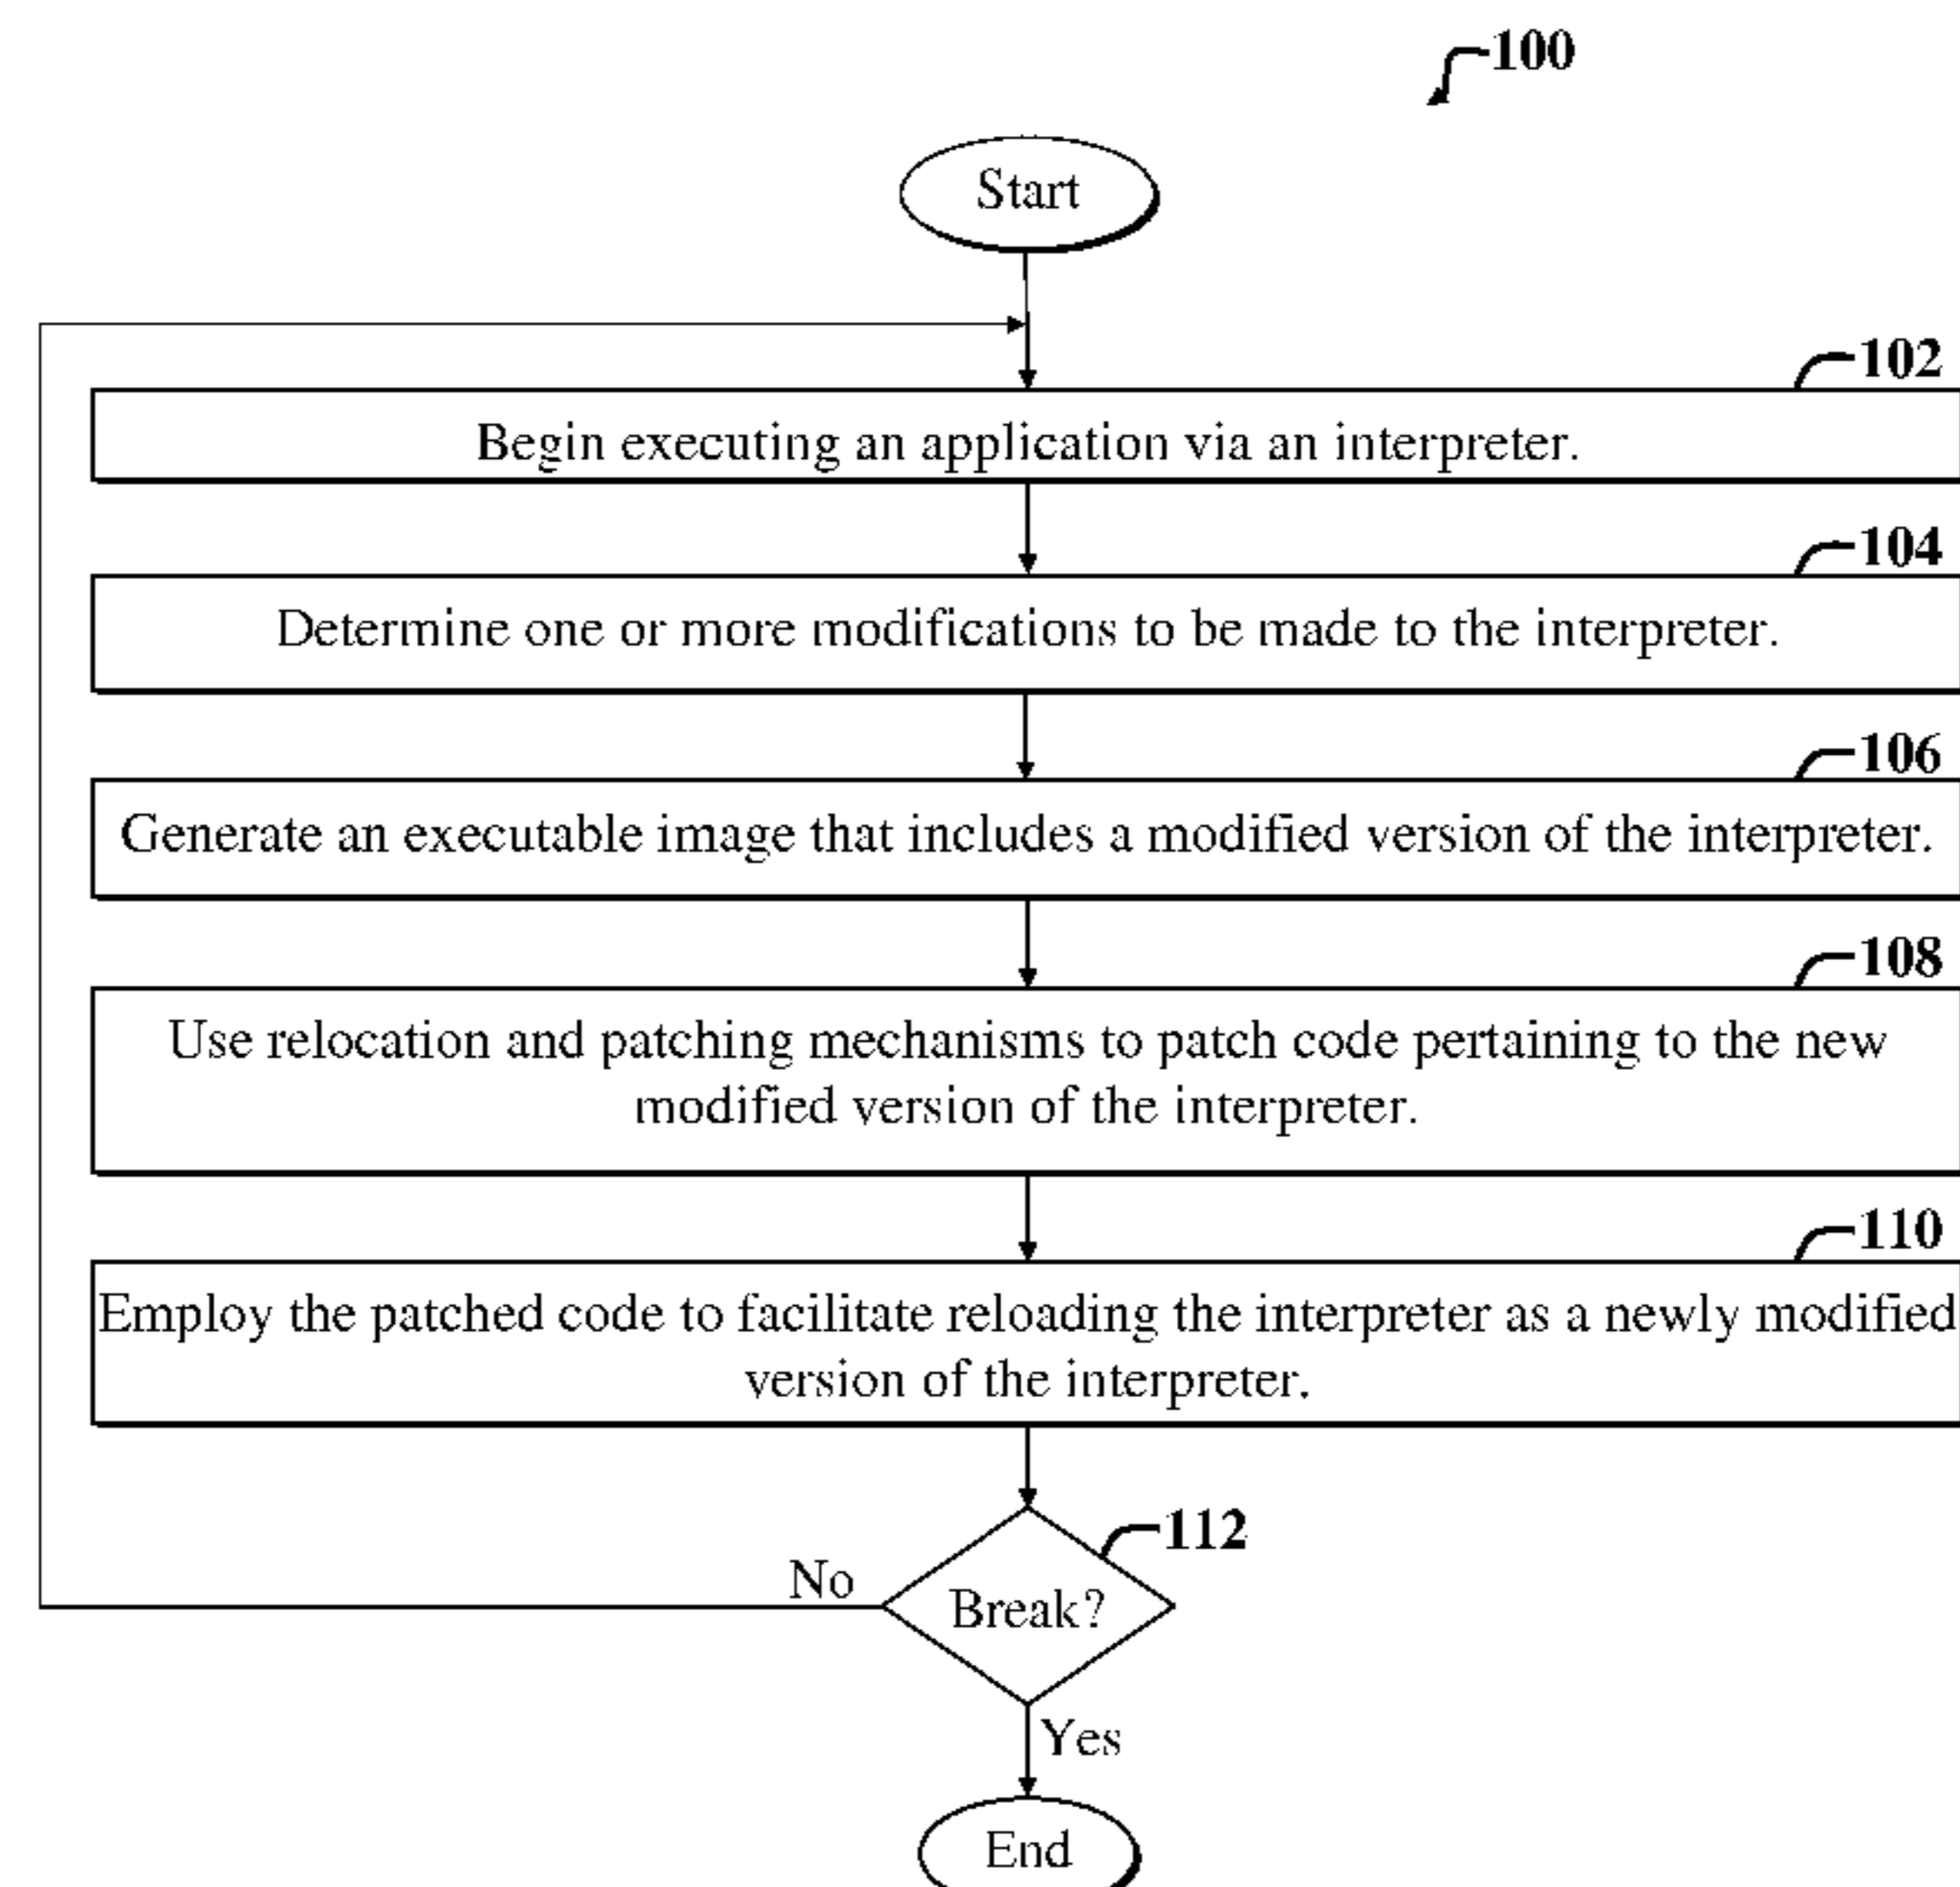 100
Start
102
Begin executing an application via an interpreter.
104
Determine one or more modifications to be made to the interpreter.
106
Generate an executable image that includes a modified version of the interpreter.
108
Use relocation and patching mechanisms to patch code pertaining to the new
modified version of the interpreter.
110
Employ the patched code to facilitate reloading the interpreter as a newly modified
version of the interpreter.
112
Break?
No
Yes
End